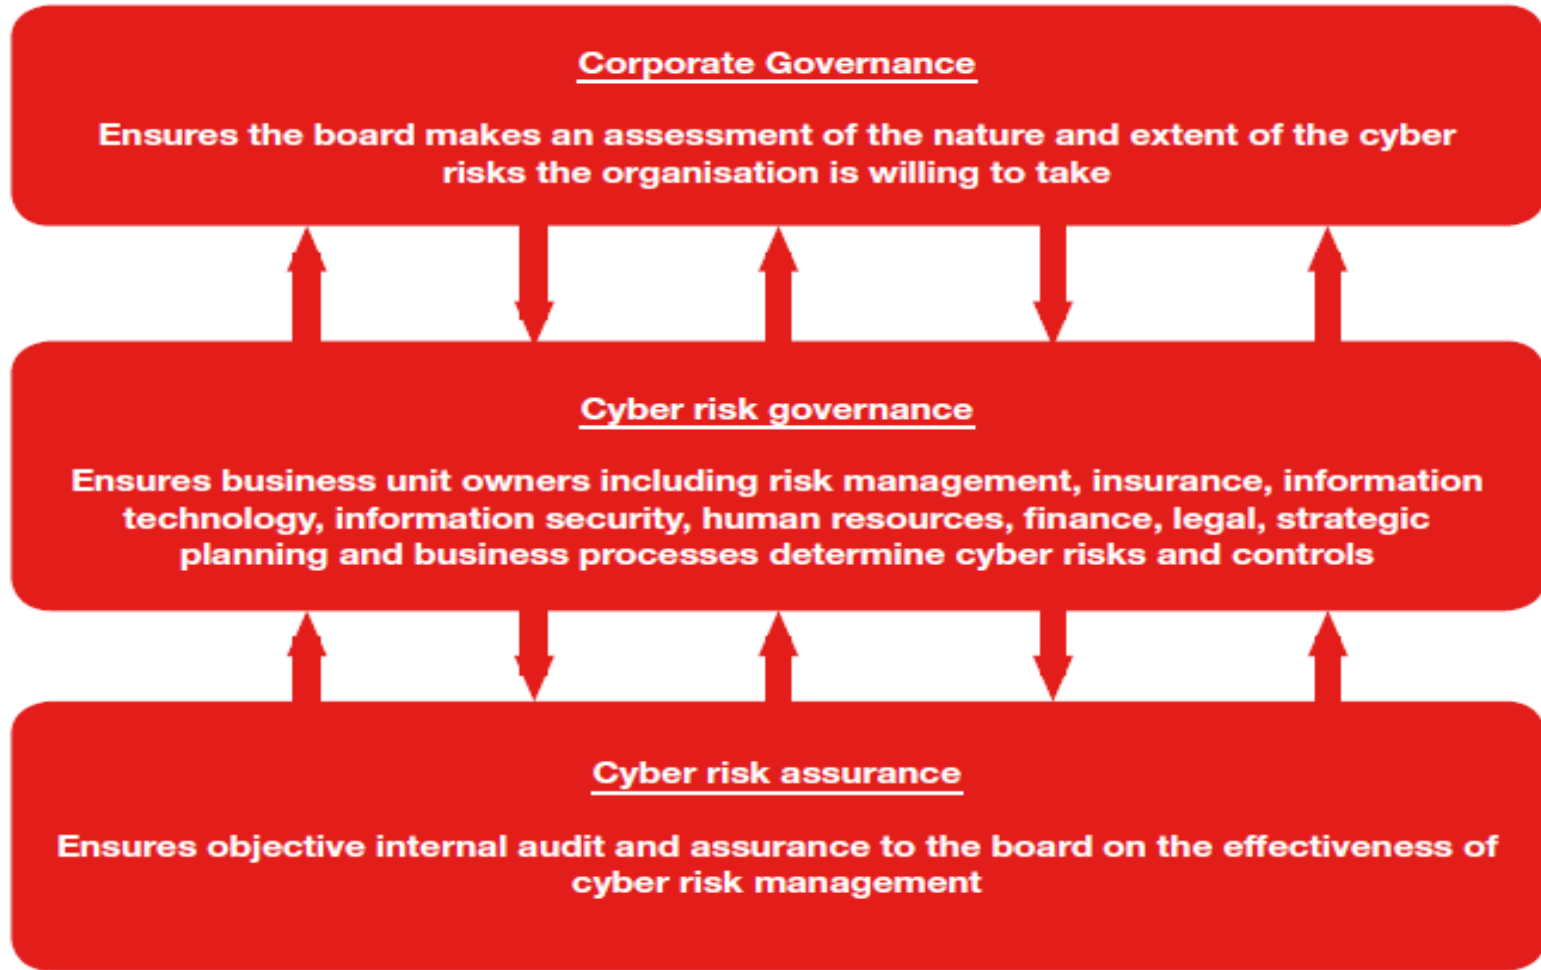 Corporate Governance
Ensures the board makes an assessment of the nature and extent of the cyber
risks the organisation is willing to take
Cyber risk governance
Ensures business unit owners including risk management, insurance, information
technology, information security, human resources, finance, legal, strategic
planning and business processes determine cyber risks and controls
Cyber risk assurance
Ensures objective internal audit and assurance to the board on the effectiveness of
cyber risk management